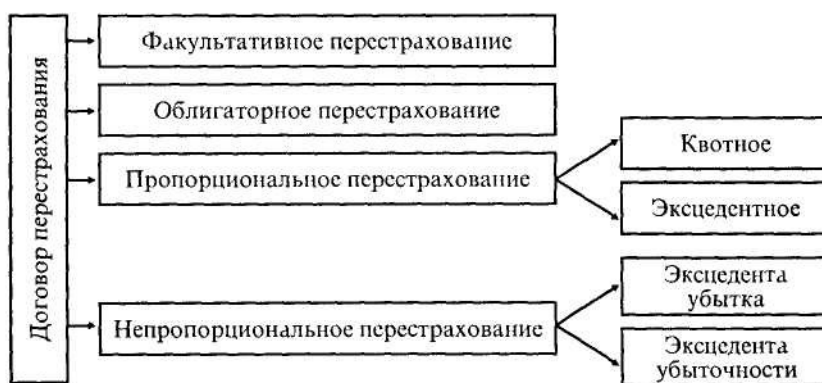 Договор перестрахования
Факультативное перестрахование
Облигаторное перестрахование
Пропорциональное перестрахование
Квотное
Эксцедентное
Непропорциональное перестрахование
Эксцедента
убытка
Эксцедента
убыточности